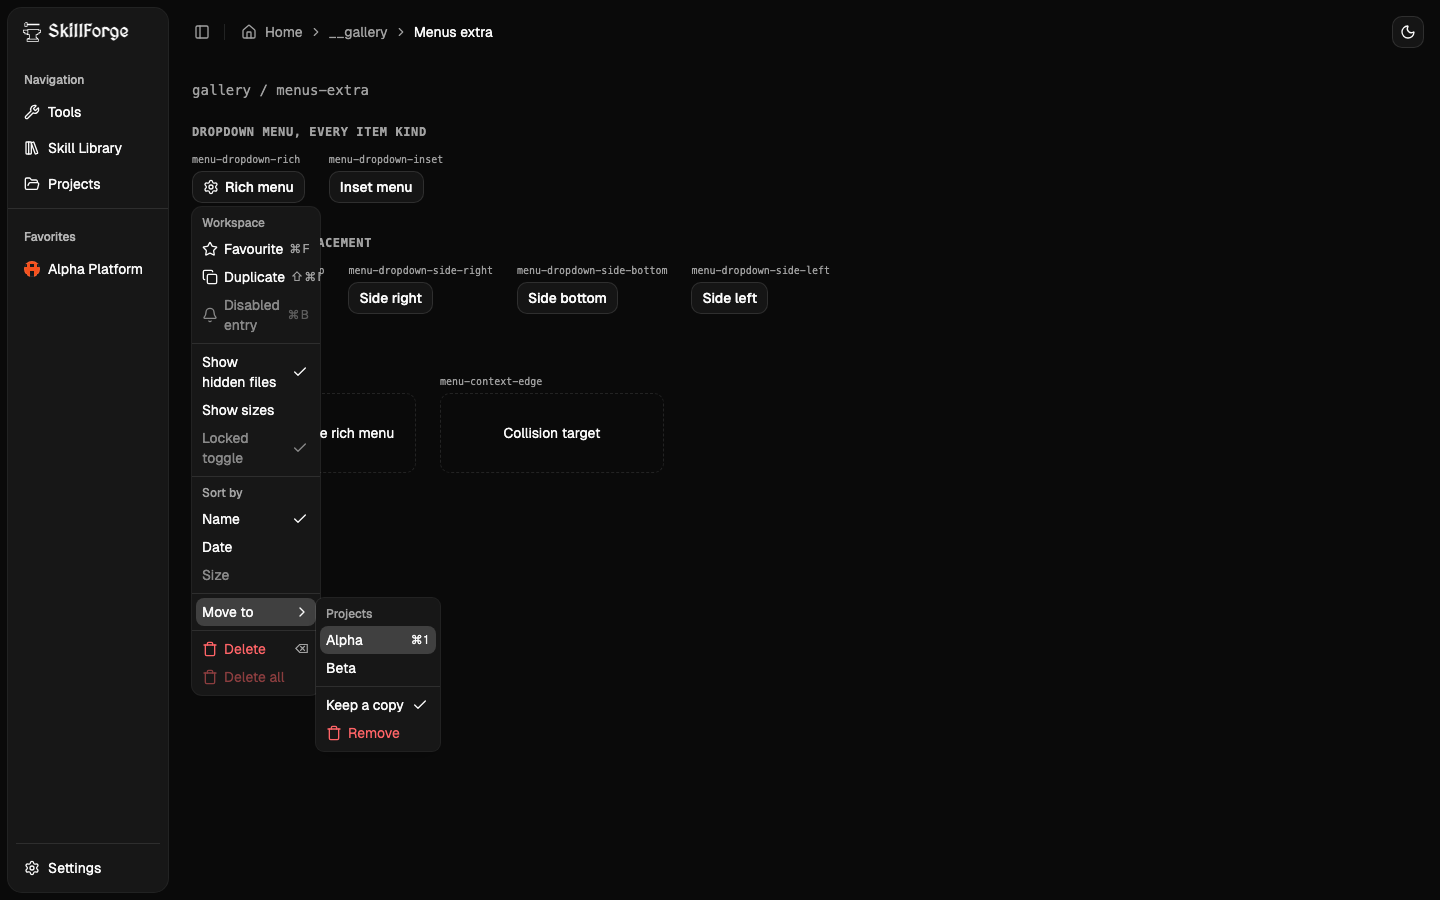 SkillForge
Home > __gallery > Menus extra
Navigation
Tools
Skill Library
Projects
Favorites
Alpha Platform
Settings
gallery / menus-extra
DROPDOWN MENU, EVERY ITEM KIND
menu-dropdown-rich
menu-dropdown-inset
Rich menu
Inset menu
Workspace
Favourite ⌘F
Duplicate ⇧⌘
Disabled
entry ⌘B
Show
hidden files
Show sizes
Locked
toggle
Sort by
Name
Date
Size
Move to
Delete ⌫
Delete all
Projects
Alpha ⌘1
Beta
Keep a copy
Remove
ACEMENT
menu-dropdown-side-right
menu-dropdown-side-bottom
menu-dropdown-side-left
Side right
Side bottom
Side left
menu-context-edge
e rich menu
Collision target